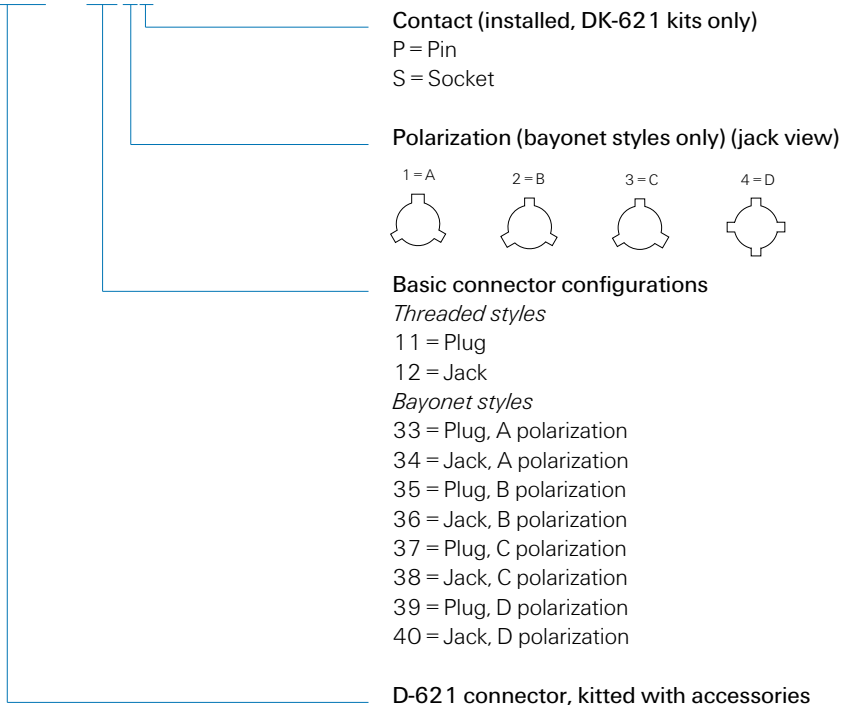 Contact (installed, DK-621 kits only)
P = Pin
S = Socket
Polarization (bayonet styles only) (jack view)
1 = A 2 = B 3 = C 4 = D
Basic connector configurations
Threaded styles
11 = Plug
12 = Jack
Bayonet styles
33 = Plug, A polarization
34 = Jack, A polarization
35 = Plug, B polarization
36 = Jack, B polarization
37 = Plug, C polarization
38 = Jack, C polarization
39 = Plug, D polarization
40 = Jack, D polarization
D-621 connector, kitted with accessories